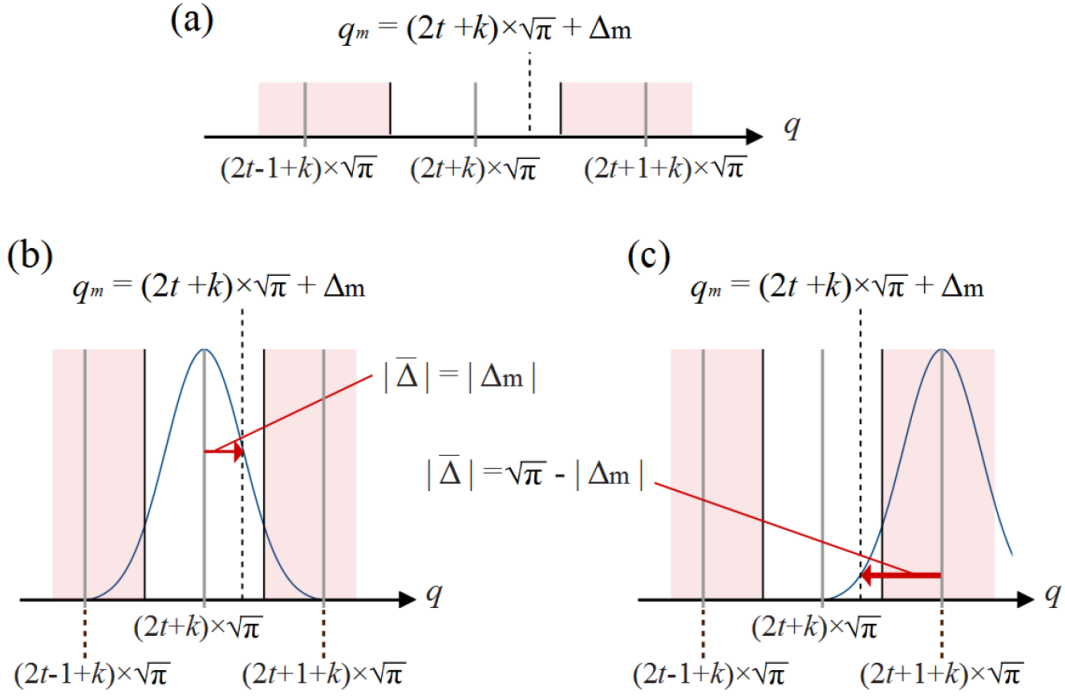 (a)
qm = (2t +k)×√π + Δm
q
(2t-1+k)×√π (2t+k)×√π (2t+1+k)×√π
(b)
qm = (2t +k)×√π + Δm
| Δ̅ | = | Δm |
q
(2t+k)×√π
(2t-1+k)×√π (2t+1+k)×√π
(c)
qm = (2t +k)×√π + Δm
| Δ̅ | =√π - | Δm |
q
(2t+k)×√π
(2t-1+k)×√π (2t+1+k)×√π